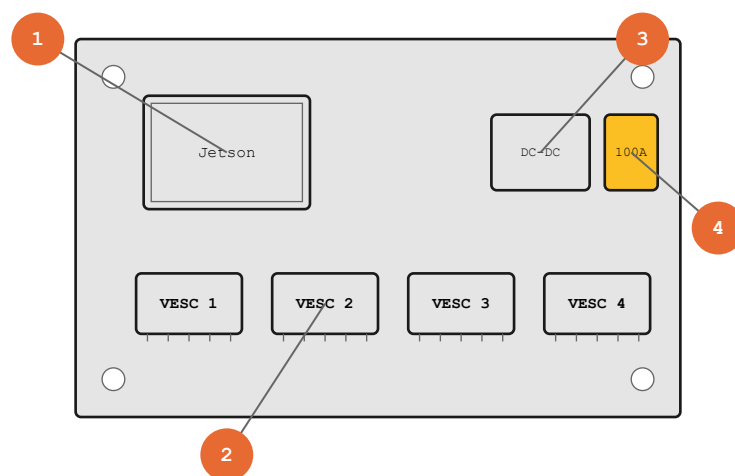 1
3
Jetson
DC-DC
100A
4
VESC 1
VESC 2
VESC 3
VESC 4
2